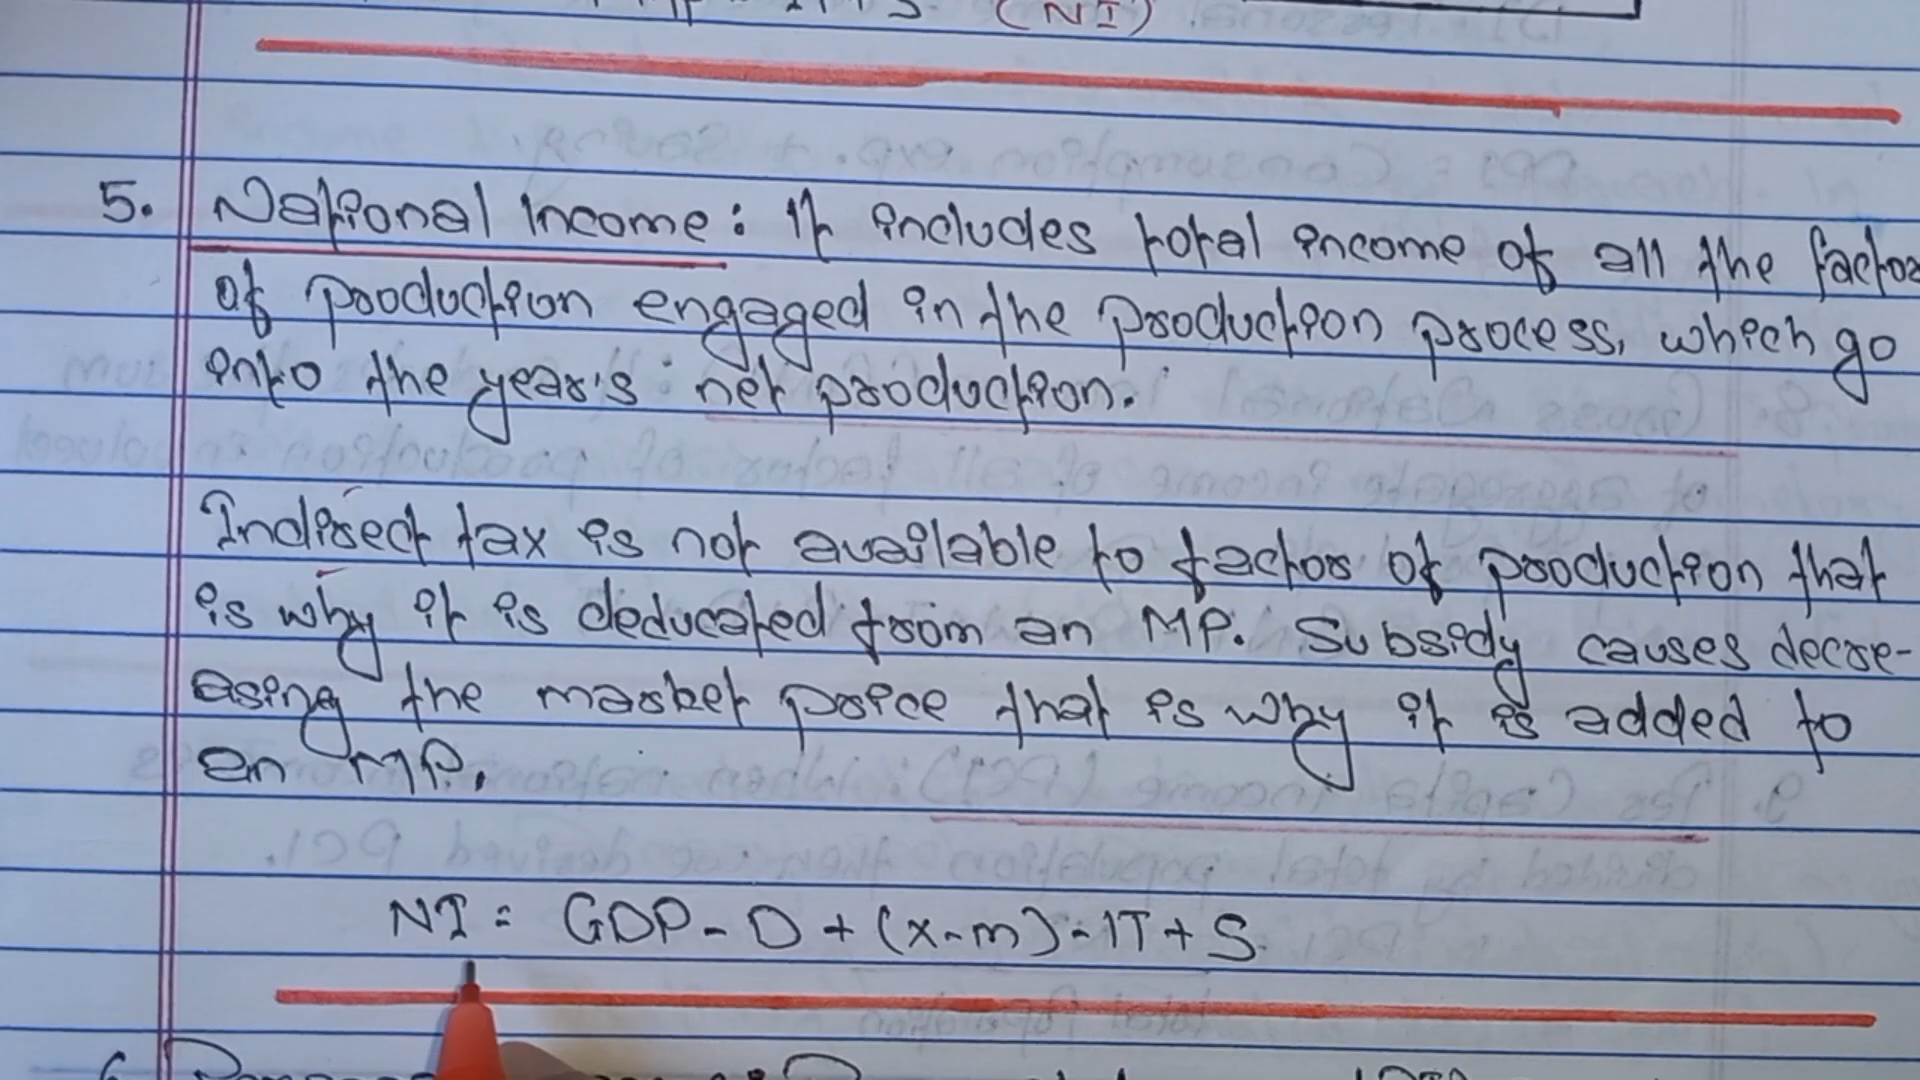 (NI)
5. National Income: It includes total income of all the factor
of production engaged in the production process, which go
into the year's net production.
Indirect tax is not available to factor of production that
is why it is deducated from an MP. Subsidy causes decre-
asing the market price that is why it is added to
an MP.
NI = GDP - D + (x-m) - IT + S.